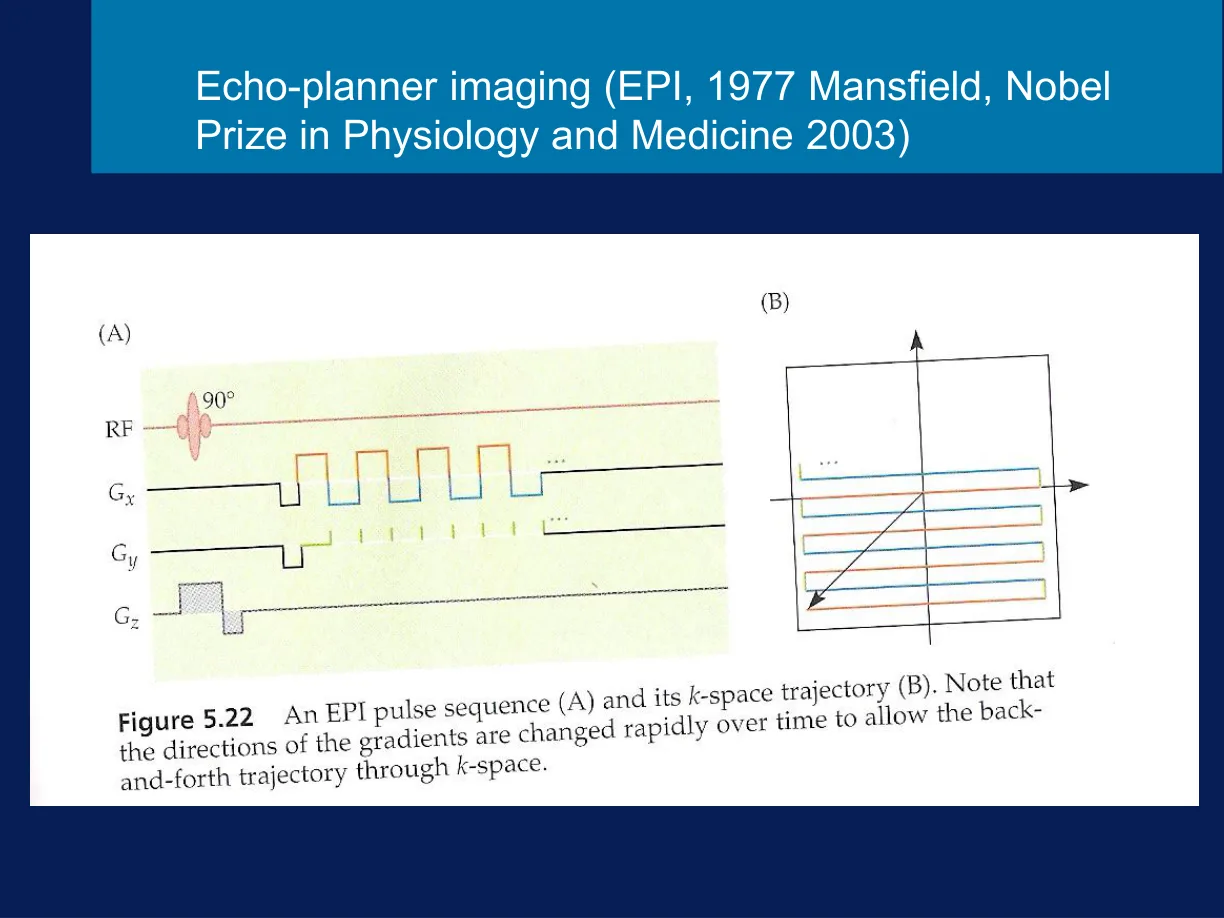 Echo-planner imaging (EPI, 1977 Mansfield, Nobel
Prize in Physiology and Medicine 2003)
(A)
(B)
90°
RF
Gx
...
Gy
...
Gz
...
Figure 5.22 An EPI pulse sequence (A) and its k-space trajectory (B). Note that
the directions of the gradients are changed rapidly over time to allow the back-
and-forth trajectory through k-space.